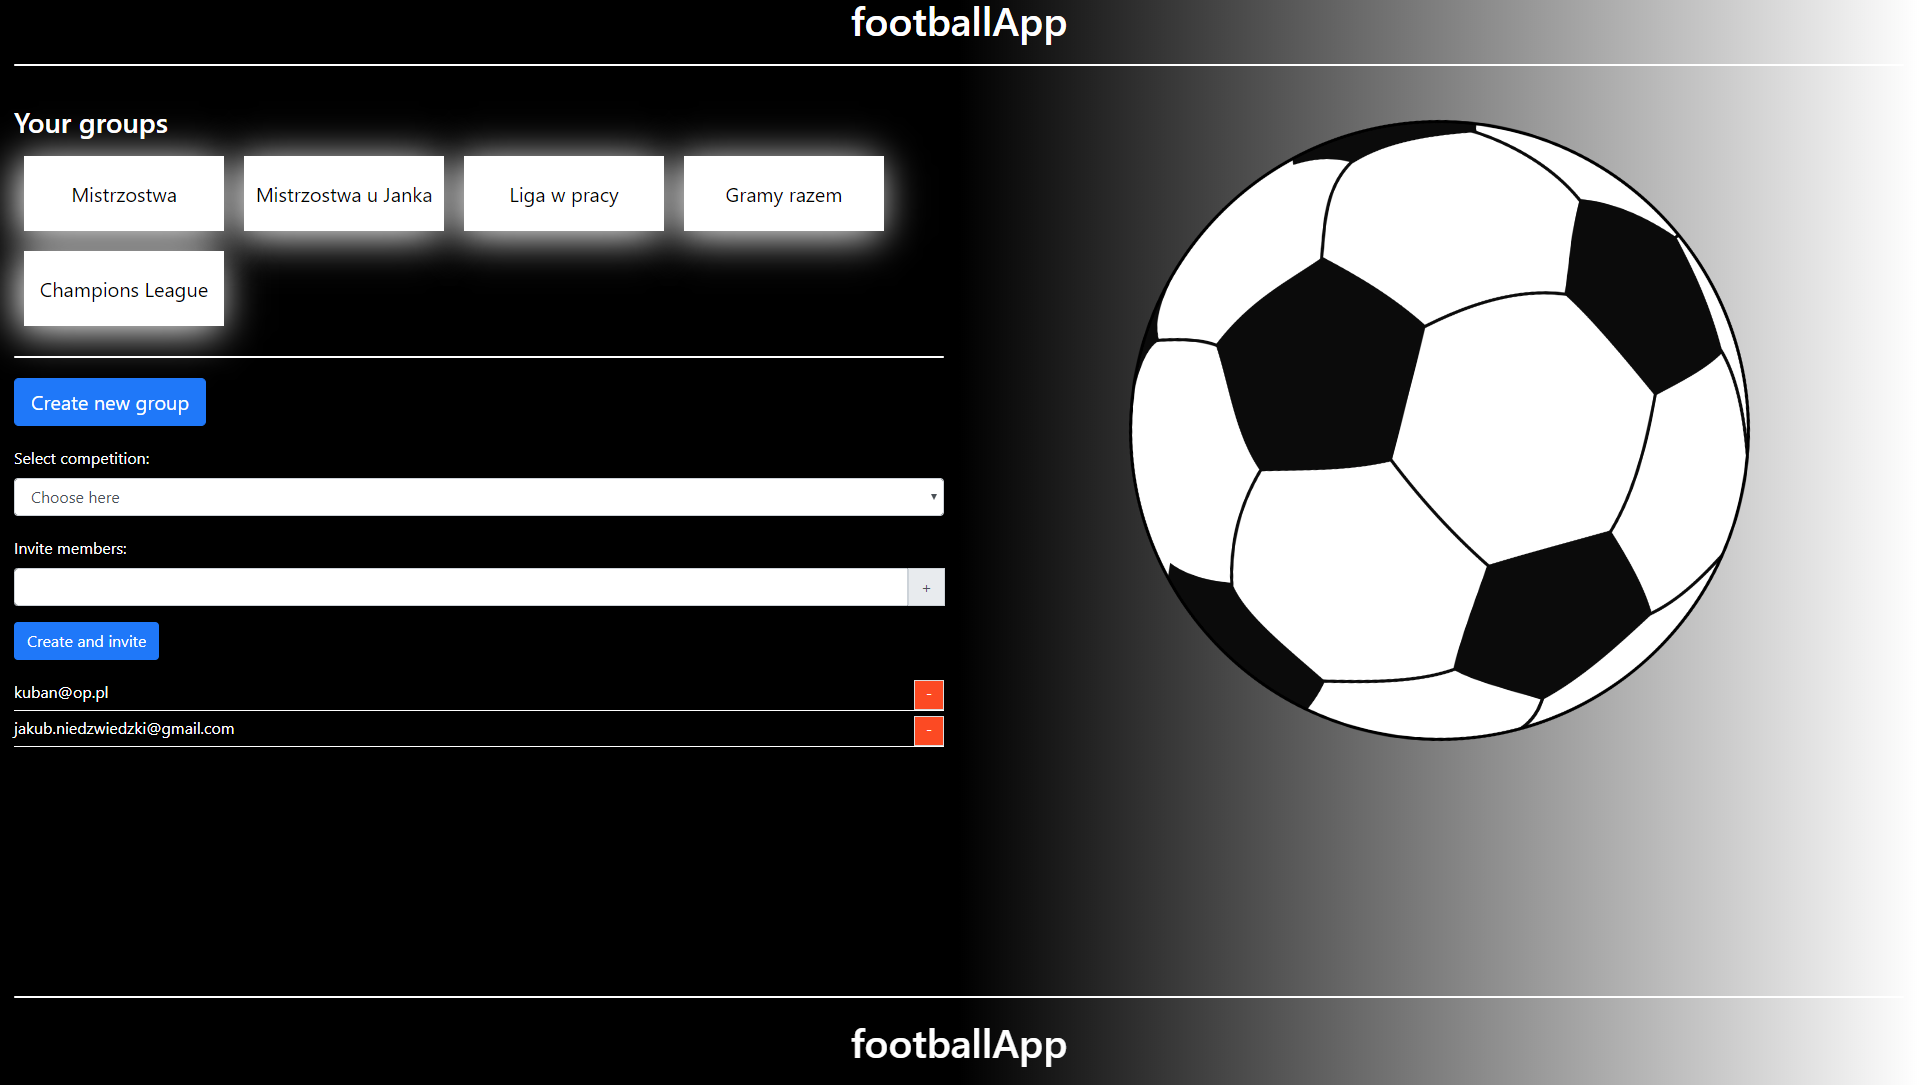 footballApp
Your groups
Mistrzostwa
Mistrzostwa u Janka
Liga w pracy
Gramy razem
Champions League
Create new group
Select competition:
Choose here
Invite members:
+
Create and invite
kuban@op.pl
-
jakub.niedzwiedzki@gmail.com
-
footballApp